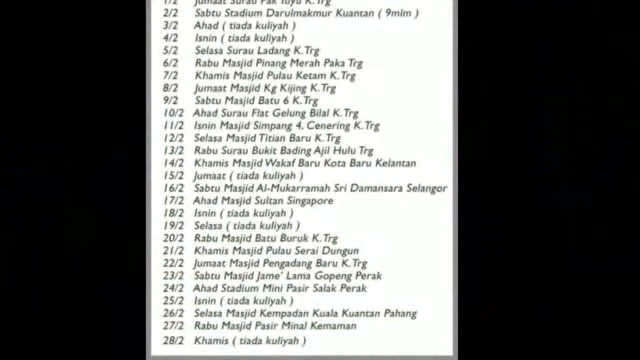 1/2 Jumaat Surau Pak Tuyu K.Trg
2/2 Sabtu Stadium Darulmakmur Kuantan ( 9mlm )
3/2 Ahad ( tiada kuliyah )
4/2 Isnin ( tiada kuliyah )
5/2 Selasa Surau Ladang K.Trg
6/2 Rabu Masjid Pinang Merah Paka Trg
7/2 Khamis Masjid Pulau Ketam K.Trg
8/2 Jumaat Masjid Kg Kijing K.Trg
9/2 Sabtu Masjid Batu 6 K.Trg
10/2 Ahad Surau Flat Gelung Bilal K.Trg
11/2 Isnin Masjid Simpang 4, Cenering K.Trg
12/2 Selasa Masjid Titian Baru K.Trg
13/2 Rabu Surau Bukit Bading Ajil Hulu Trg
14/2 Khamis Masjid Wakaf Baru Kota Baru Kelantan
15/2 Jumaat ( tiada kuliyah )
16/2 Sabtu Masjid Al-Mukarramah Sri Damansara Selangor
17/2 Ahad Masjid Sultan Singapore
18/2 Isnin ( tiada kuliyah )
19/2 Selasa ( tiada kuliyah )
20/2 Rabu Masjid Batu Buruk K.Trg
21/2 Khamis Masjid Pulau Serai Dungun
22/2 Jumaat Masjid Pengadang Baru K.Trg
23/2 Sabtu Masjid Jame' Lama Gopeng Perak
24/2 Ahad Stadium Mini Pasir Salak Perak
25/2 Isnin ( tiada kuliyah )
26/2 Selasa Masjid Kempadan Kuala Kuantan Pahang
27/2 Rabu Masjid Pasir Minal Kemaman
28/2 Khamis ( tiada kuliyah )